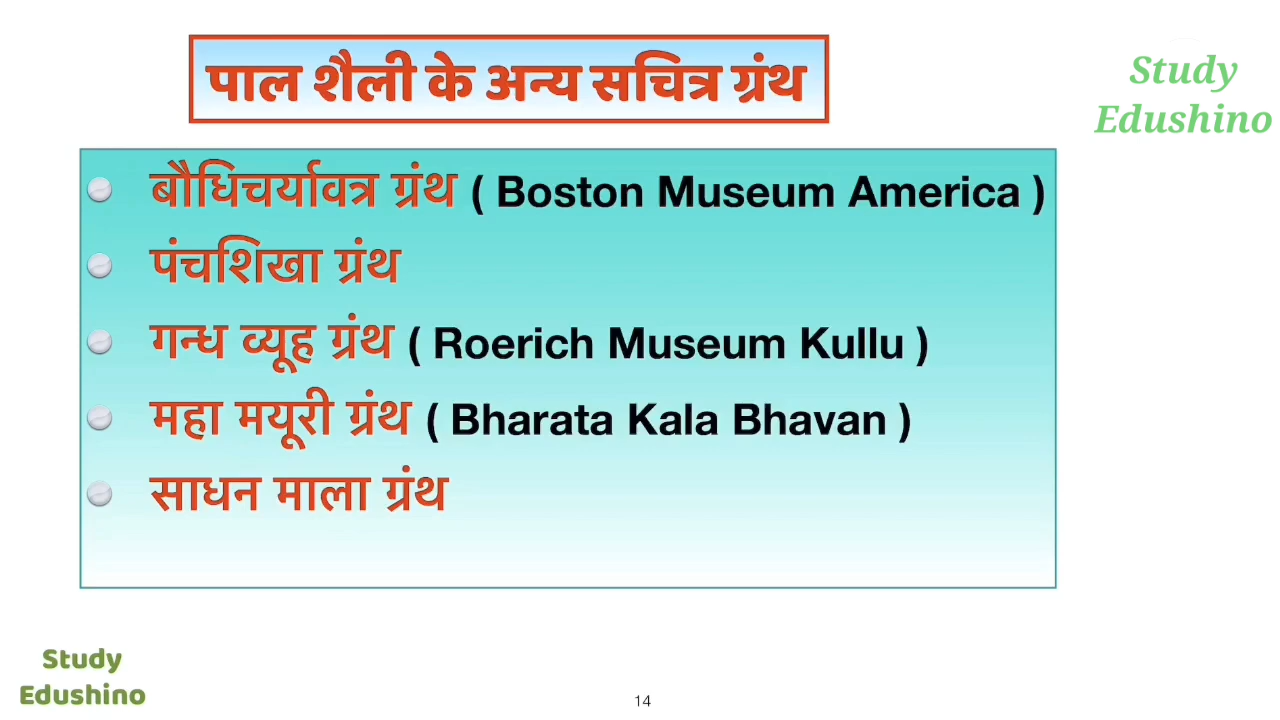 पाल शैली के अन्य सचित्र ग्रंथ
Study
Edushino
बौधिचर्यावत्र ग्रंथ ( Boston Museum America )
पंचशिखा ग्रंथ
गन्ध व्यूह ग्रंथ ( Roerich Museum Kullu )
महा मयूरी ग्रंथ ( Bharata Kala Bhavan )
साधन माला ग्रंथ
Study
Edushino
14